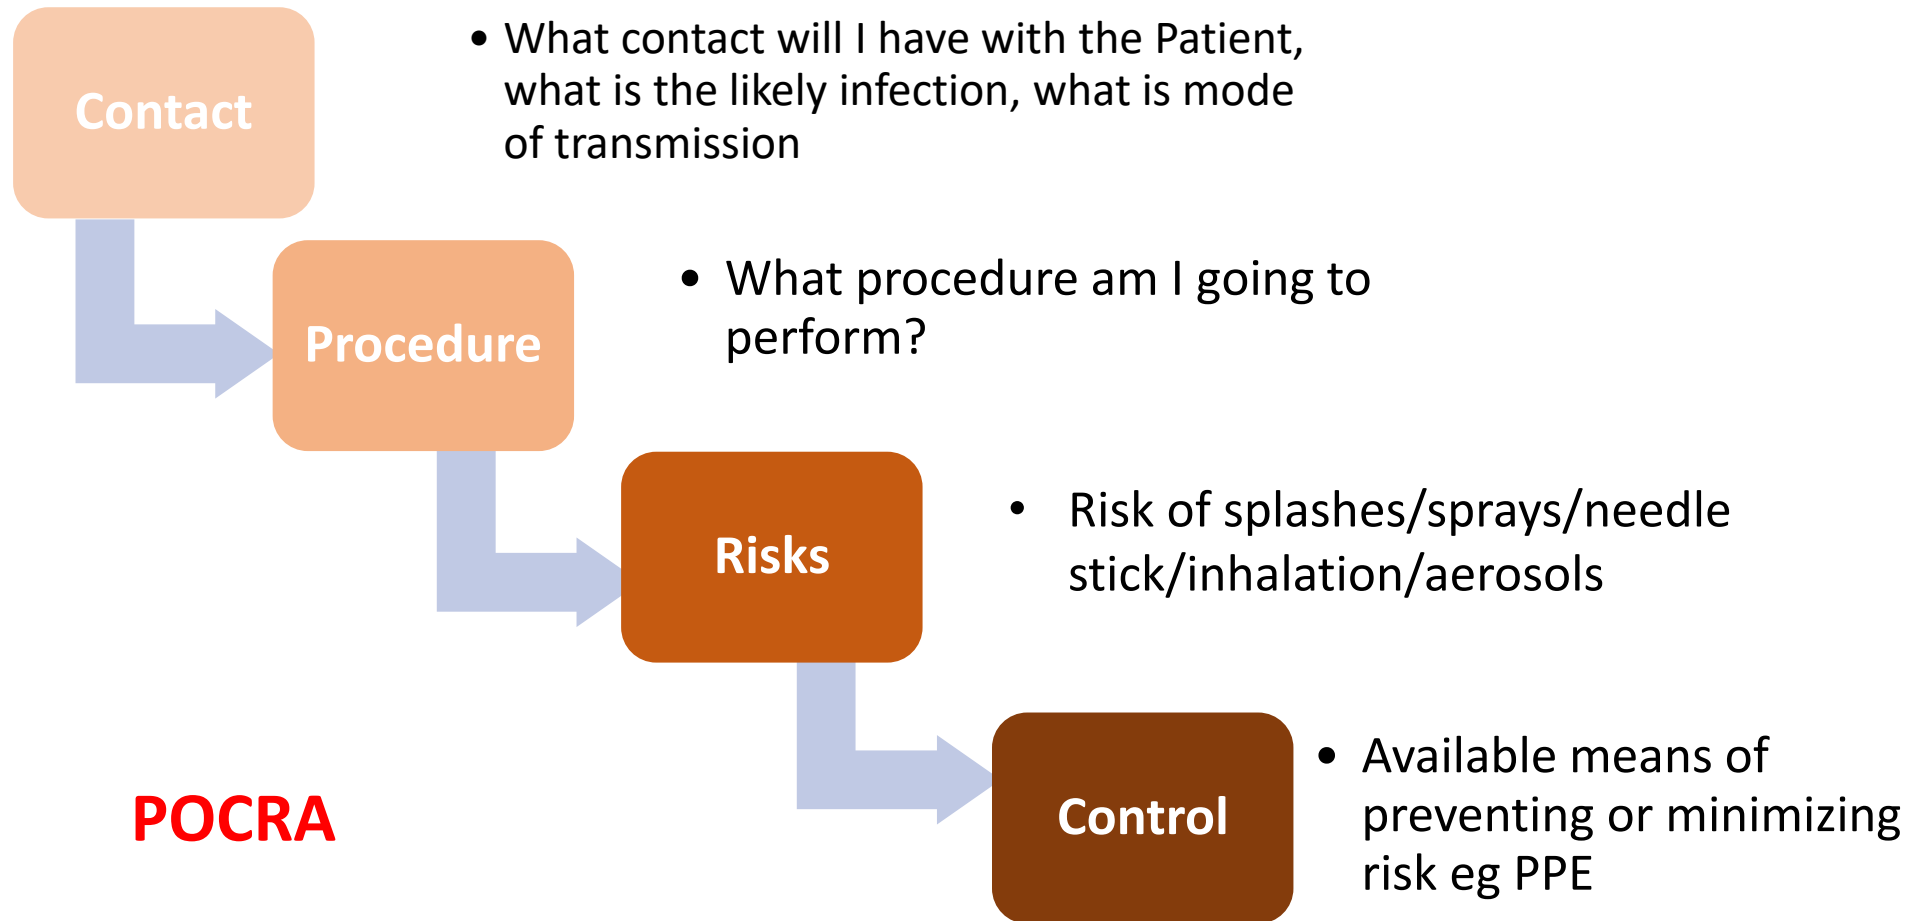 Contact
• What contact will I have with the Patient,
what is the likely infection, what is mode
of transmission
Procedure
• What procedure am I going to
perform?
Risks
• Risk of splashes/sprays/needle
stick/inhalation/aerosols
Control
• Available means of
preventing or minimizing
risk eg PPE
POCRA